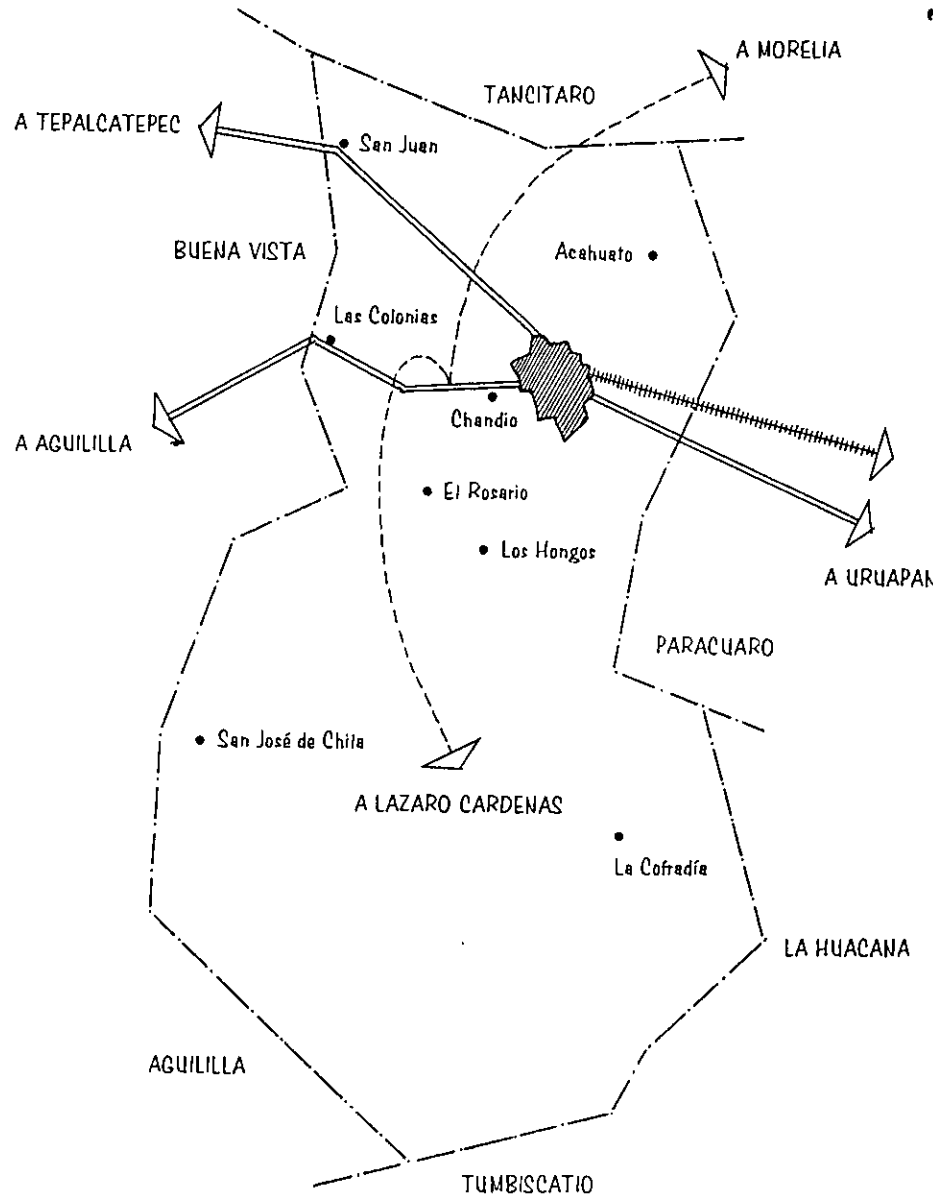 A MORELIA
TANCITARO
A TEPALCATEPEC
San Juan
BUENA VISTA
Acahuato
Las Colonias
Chandio
A AGUILILLA
El Rosario
Los Hongos
A URUAPAN
PARACUARO
San José de Chila
A LAZARO CARDENAS
La Cofradía
LA HUACANA
AGUILILLA
TUMBISCATIO